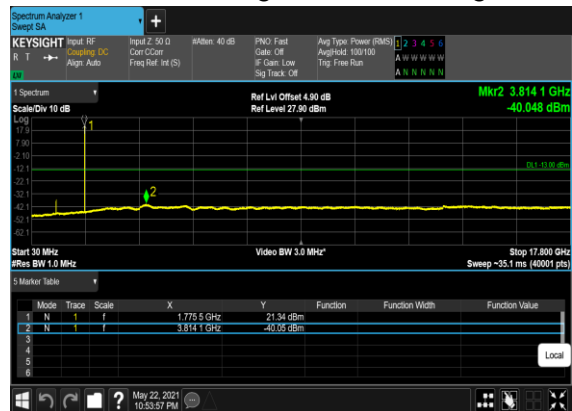 Spectrum Analyzer 1
Swept SA
KEYSIGHT Input: RF Input Z: 50 Ω #Atten: 40 dB PNO: Fast Avg Type: Power (RMS) 1 2 3 4 5 6
R T Coupling: DC Corr CCorr Gate: Off Avg|Hold: 100/100 A W W W W W
Align: Auto Freq Ref: Int (S) IF Gain: Low Trig: Free Run
LW Sig Track: Off A N N N N N
1 Spectrum Ref Lvl Offset 4.90 dB Mkr2 3.814 1 GHz
Scale/Div 10 dB Ref Level 27.90 dBm -40.048 dBm
Log
17.9
7.90
-2.10
-12.1
-22.1
-32.1
-42.1
-52.1
-62.1
1
2
DL1 -13.00 dBm
Start 30 MHz Video BW 3.0 MHz* Stop 17.800 GHz
#Res BW 1.0 MHz Sweep ~35.1 ms (40001 pts)
5 Marker Table
Mode Trace Scale X Y Function Function Width Function Value
1 N 1 f 1.775 5 GHz 21.34 dBm
2 N 1 f 3.814 1 GHz -40.05 dBm
3
4
5
6
Local
? May 22, 2021
10:53:57 PM